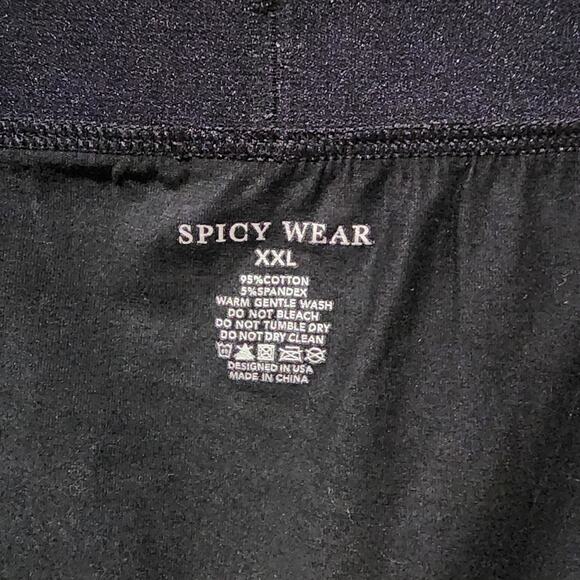 SPICY WEAR
XXL
95%COTTON
5%SPANDEX
WARM GENTLE WASH
DO NOT BLEACH
DO NOT TUMBLE DRY
DO NOT DRY CLEAN
DESIGNED IN USA
MADE IN CHINA